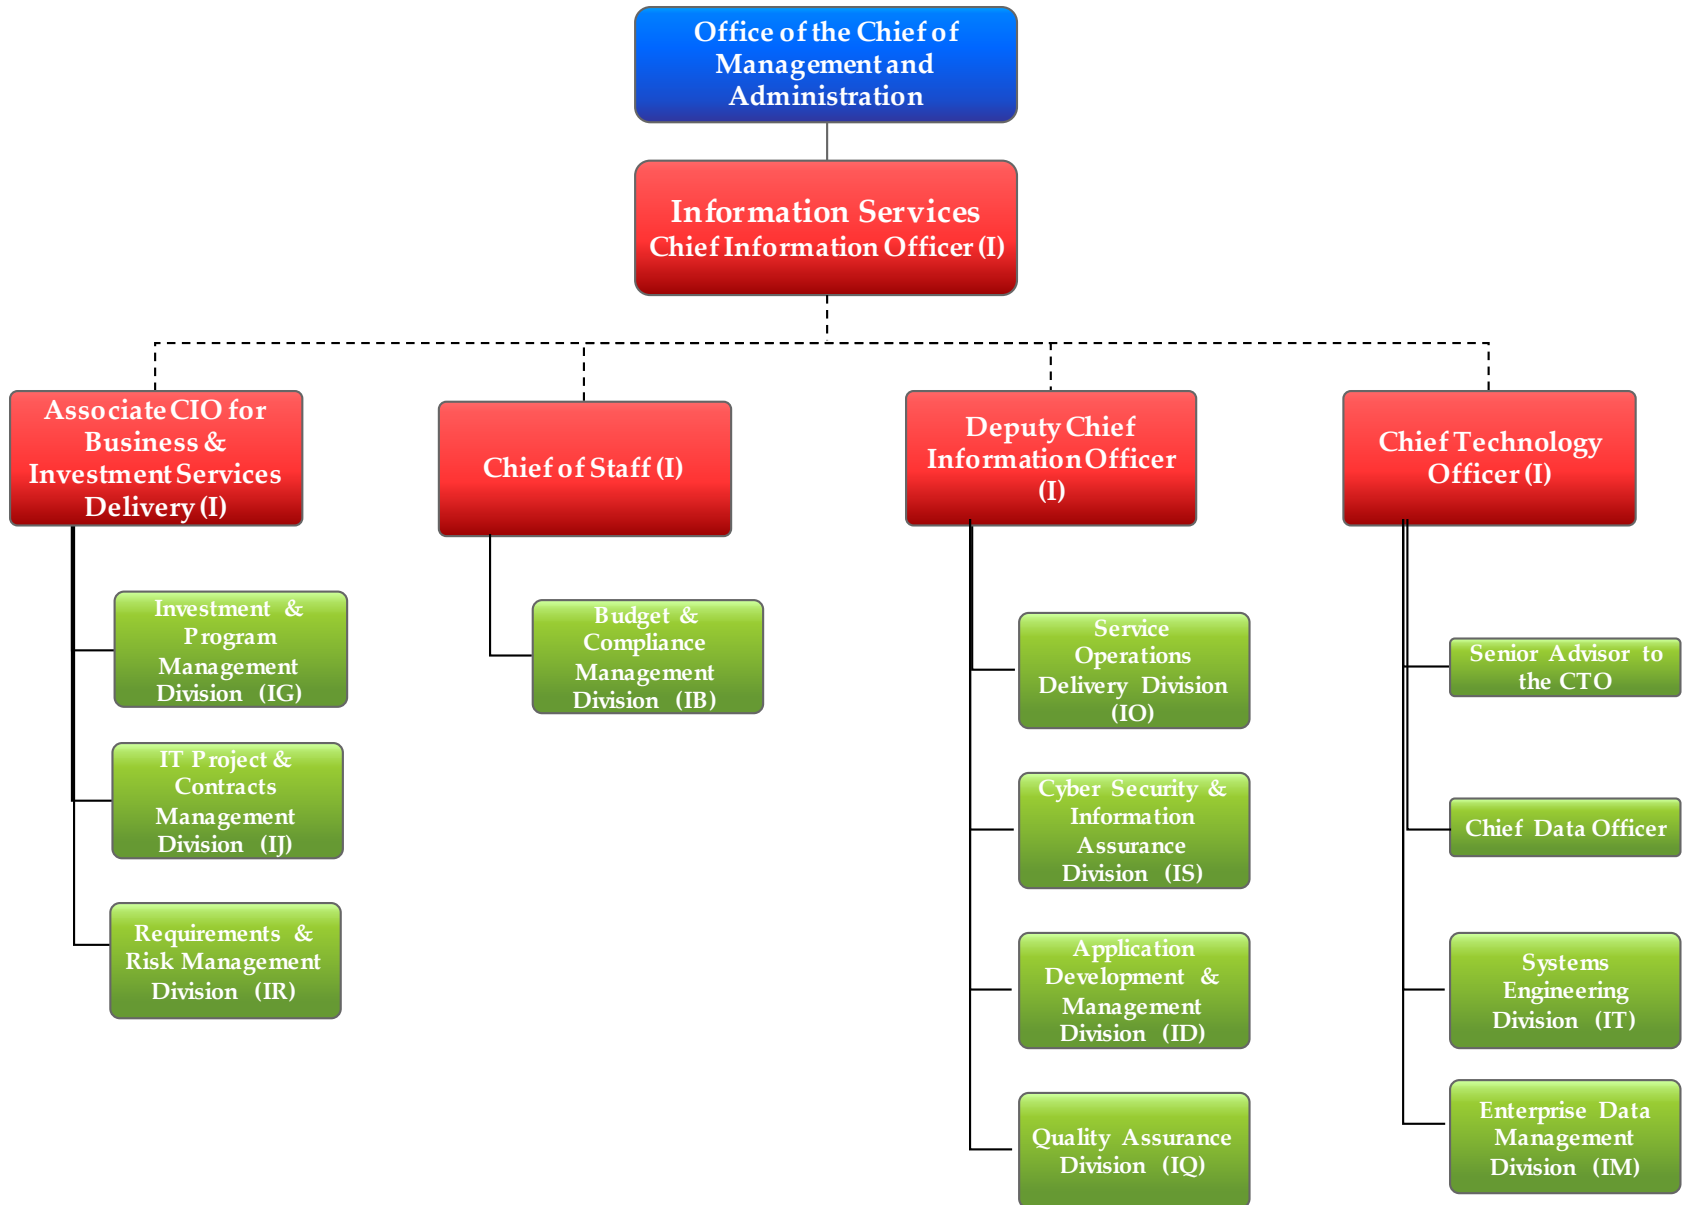 Office of the Chief of
Management and
Administration
Information Services
Chief Information Officer (I)
Associate CIO for
Business &
Investment Services
Delivery (I)
Chief of Staff (I)
Deputy Chief
Information Officer
(I)
Chief Technology
Officer (I)
Investment &
Program
Management
Division (IG)
IT Project &
Contracts
Management
Division (IJ)
Requirements &
Risk Management
Division (IR)
Budget &
Compliance
Management
Division (IB)
Service
Operations
Delivery Division
(IO)
Cyber Security &
Information
Assurance
Division (IS)
Application
Development &
Management
Division (ID)
Quality Assurance
Division (IQ)
Senior Advisor to
the CTO
Chief Data Officer
Systems
Engineering
Division (IT)
Enterprise Data
Management
Division (IM)